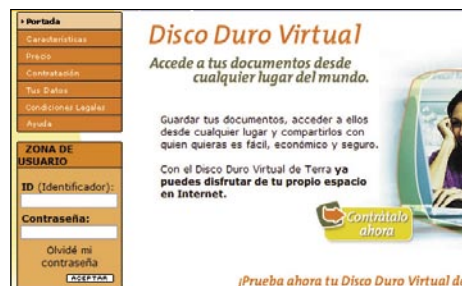 Portada
Características
Precio
Contratación
Tus Datos
Condiciones Legales
Ayuda
ZONA DE
USUARIO
ID (Identificador):
Contraseña:
Olvidé mi
contraseña
ACEPTAR
Disco Duro Virtual
Accede a tus documentos desde
cualquier lugar del mundo.
Guardar tus documentos, acceder a ellos
desde cualquier lugar y compartirlos con
quien quieras es fácil, económico y seguro.
Con el Disco Duro Virtual de Terra ya
puedes disfrutar de tu propio espacio
en Internet.
Contrátalo
ahora
¡Prueba ahora tu Disco Duro Virtual de